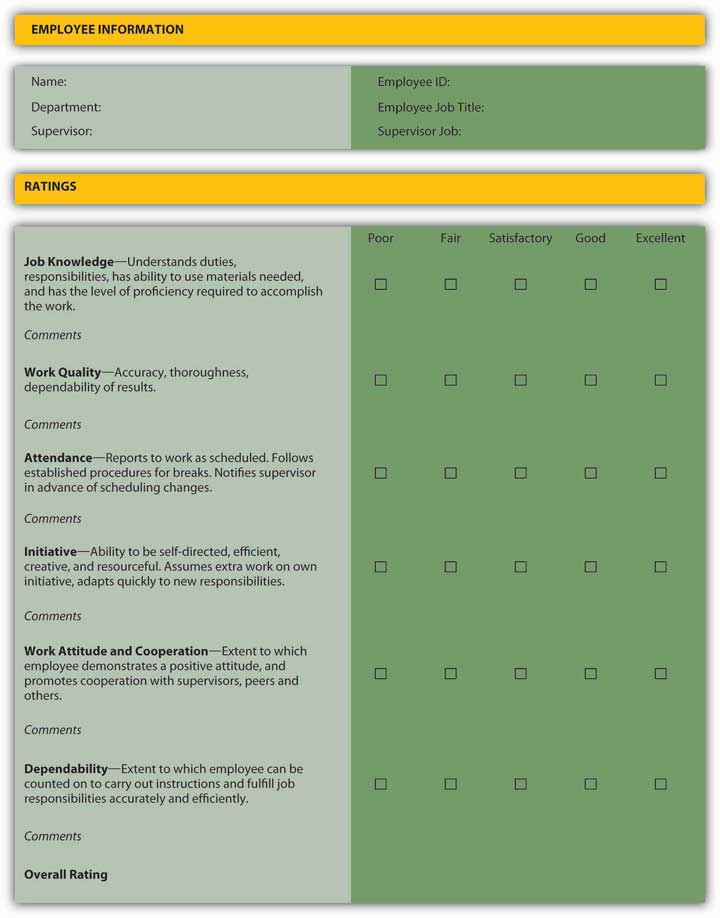 EMPLOYEE INFORMATION
Name:
Employee ID:
Department:
Employee Job Title:
Supervisor:
Supervisor Job:
RATINGS
Poor Fair Satisfactory Good Excellent
Job Knowledge—Understands duties,
responsibilities, has ability to use materials needed,
and has the level of proficiency required to accomplish
the work.
Comments
Work Quality—Accuracy, thoroughness,
dependability of results.
Comments
Attendance—Reports to work as scheduled. Follows
established procedures for breaks. Notifies supervisor
in advance of scheduling changes.
Comments
Initiative—Ability to be self-directed, efficient,
creative, and resourceful. Assumes extra work on own
initiative, adapts quickly to new responsibilities.
Comments
Work Attitude and Cooperation—Extent to which
employee demonstrates a positive attitude, and
promotes cooperation with supervisors, peers and
others.
Comments
Dependability—Extent to which employee can be
counted on to carry out instructions and fulfill job
responsibilities accurately and efficiently.
Comments
Overall Rating